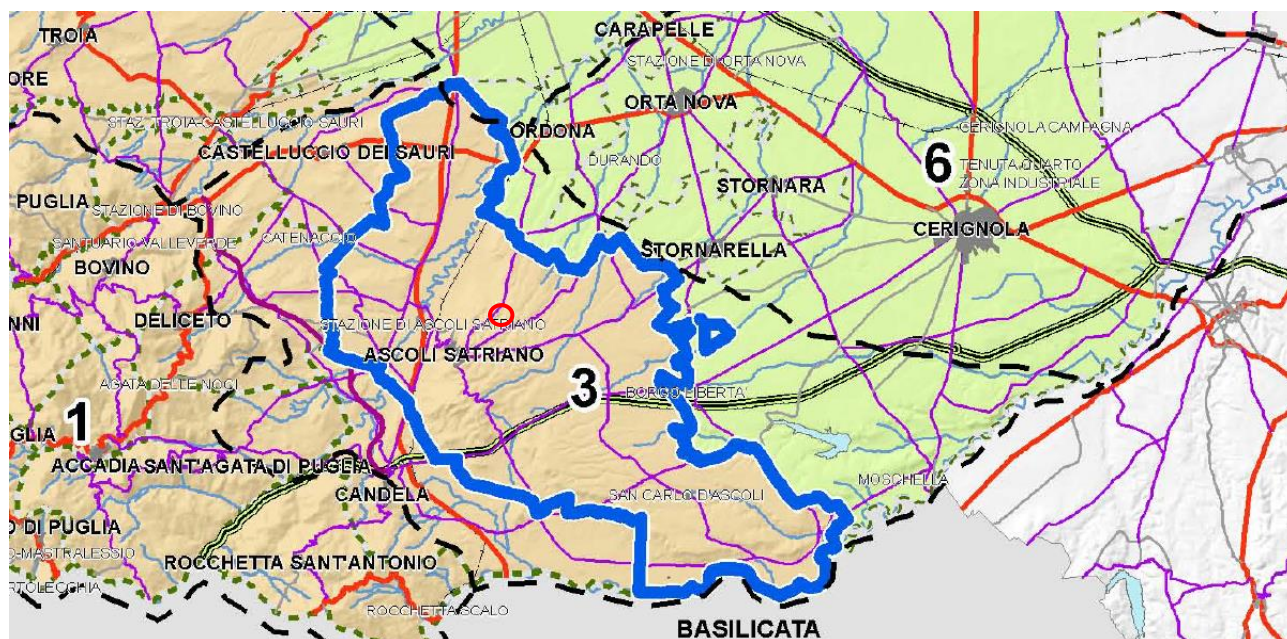 CARAPELLE
TROIA
STAZIONE DI ORTA NOVA
ORTA NOVA
STAZ. TROIA-CASTELLUCCIO SAURI
ORDONA
CERIGNOLA CAMPAGNA
CASTELLUCCIO DEI SAURI
DURANDO
6
TENUTA QUARTO
ZONA INDUSTRIALE
STORNARA
PUGLIA
STAZIONE DI BOVINO
CERIGNOLA
SANTUARIO VALLEVERDE
CATENACCIO
STORNARELLA
BOVINO
DELICETO
STAZIONE DI ASCOLI SATRIANO
ASCOLI SATRIANO
AGATA DELLE NOCI
3
BORGO LIBERTA'
1
ACCADIA
SANT'AGATA DI PUGLIA
CANDELA
SAN CARLO D'ASCOLI
MOSCHELLA
O DI PUGLIA
ROCCHETTA SANT'ANTONIO
ROCCHETTA SCALO
BASILICATA